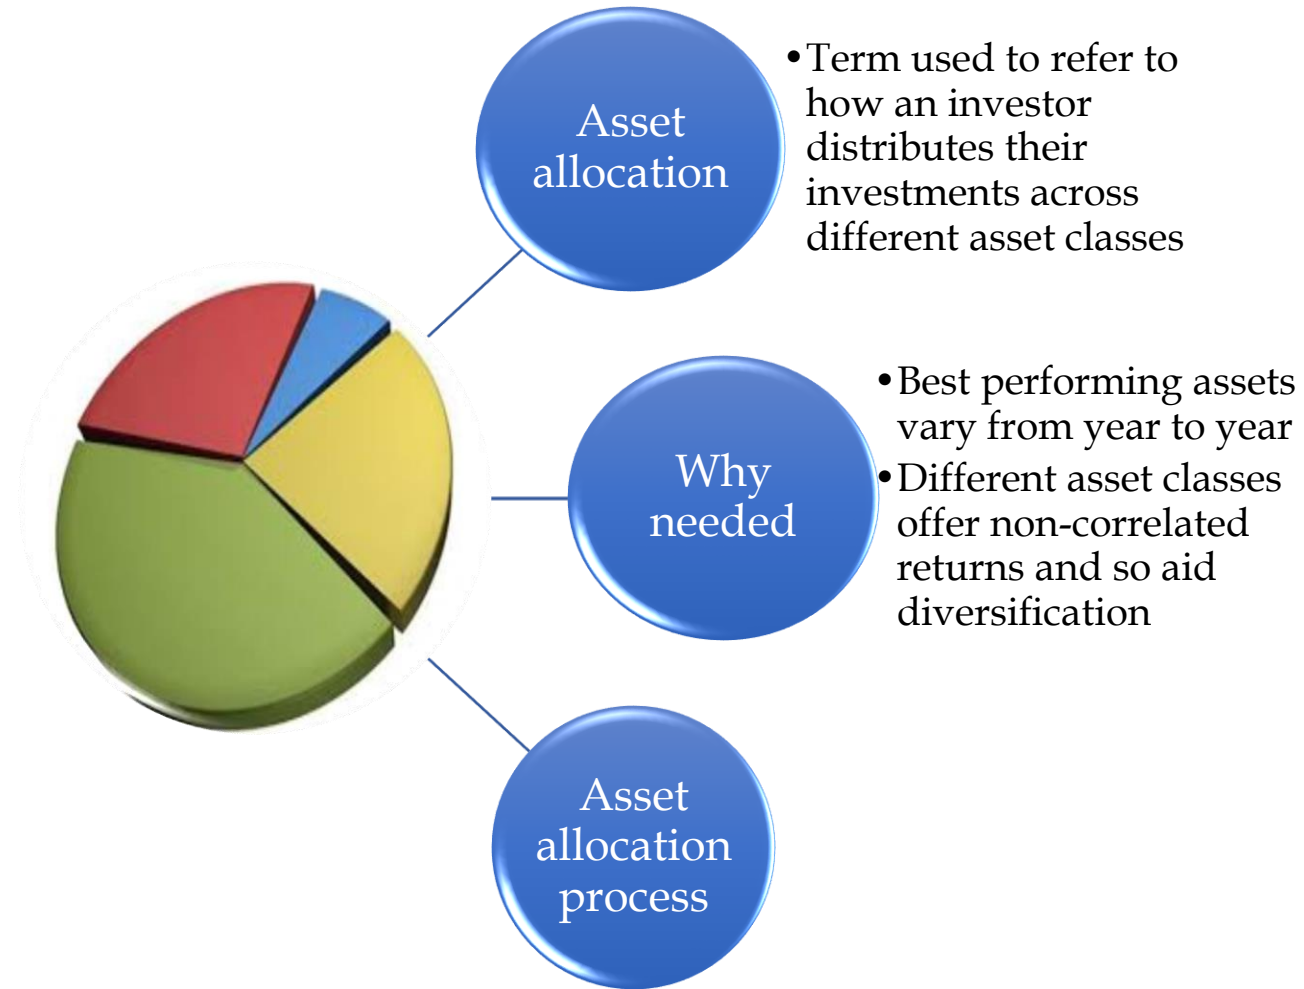 Asset
allocation
•Term used to refer to
how an investor
distributes their
investments across
different asset classes
Why
needed
•Best performing assets
vary from year to year
•Different asset classes
offer non-correlated
returns and so aid
diversification
Asset
allocation
process